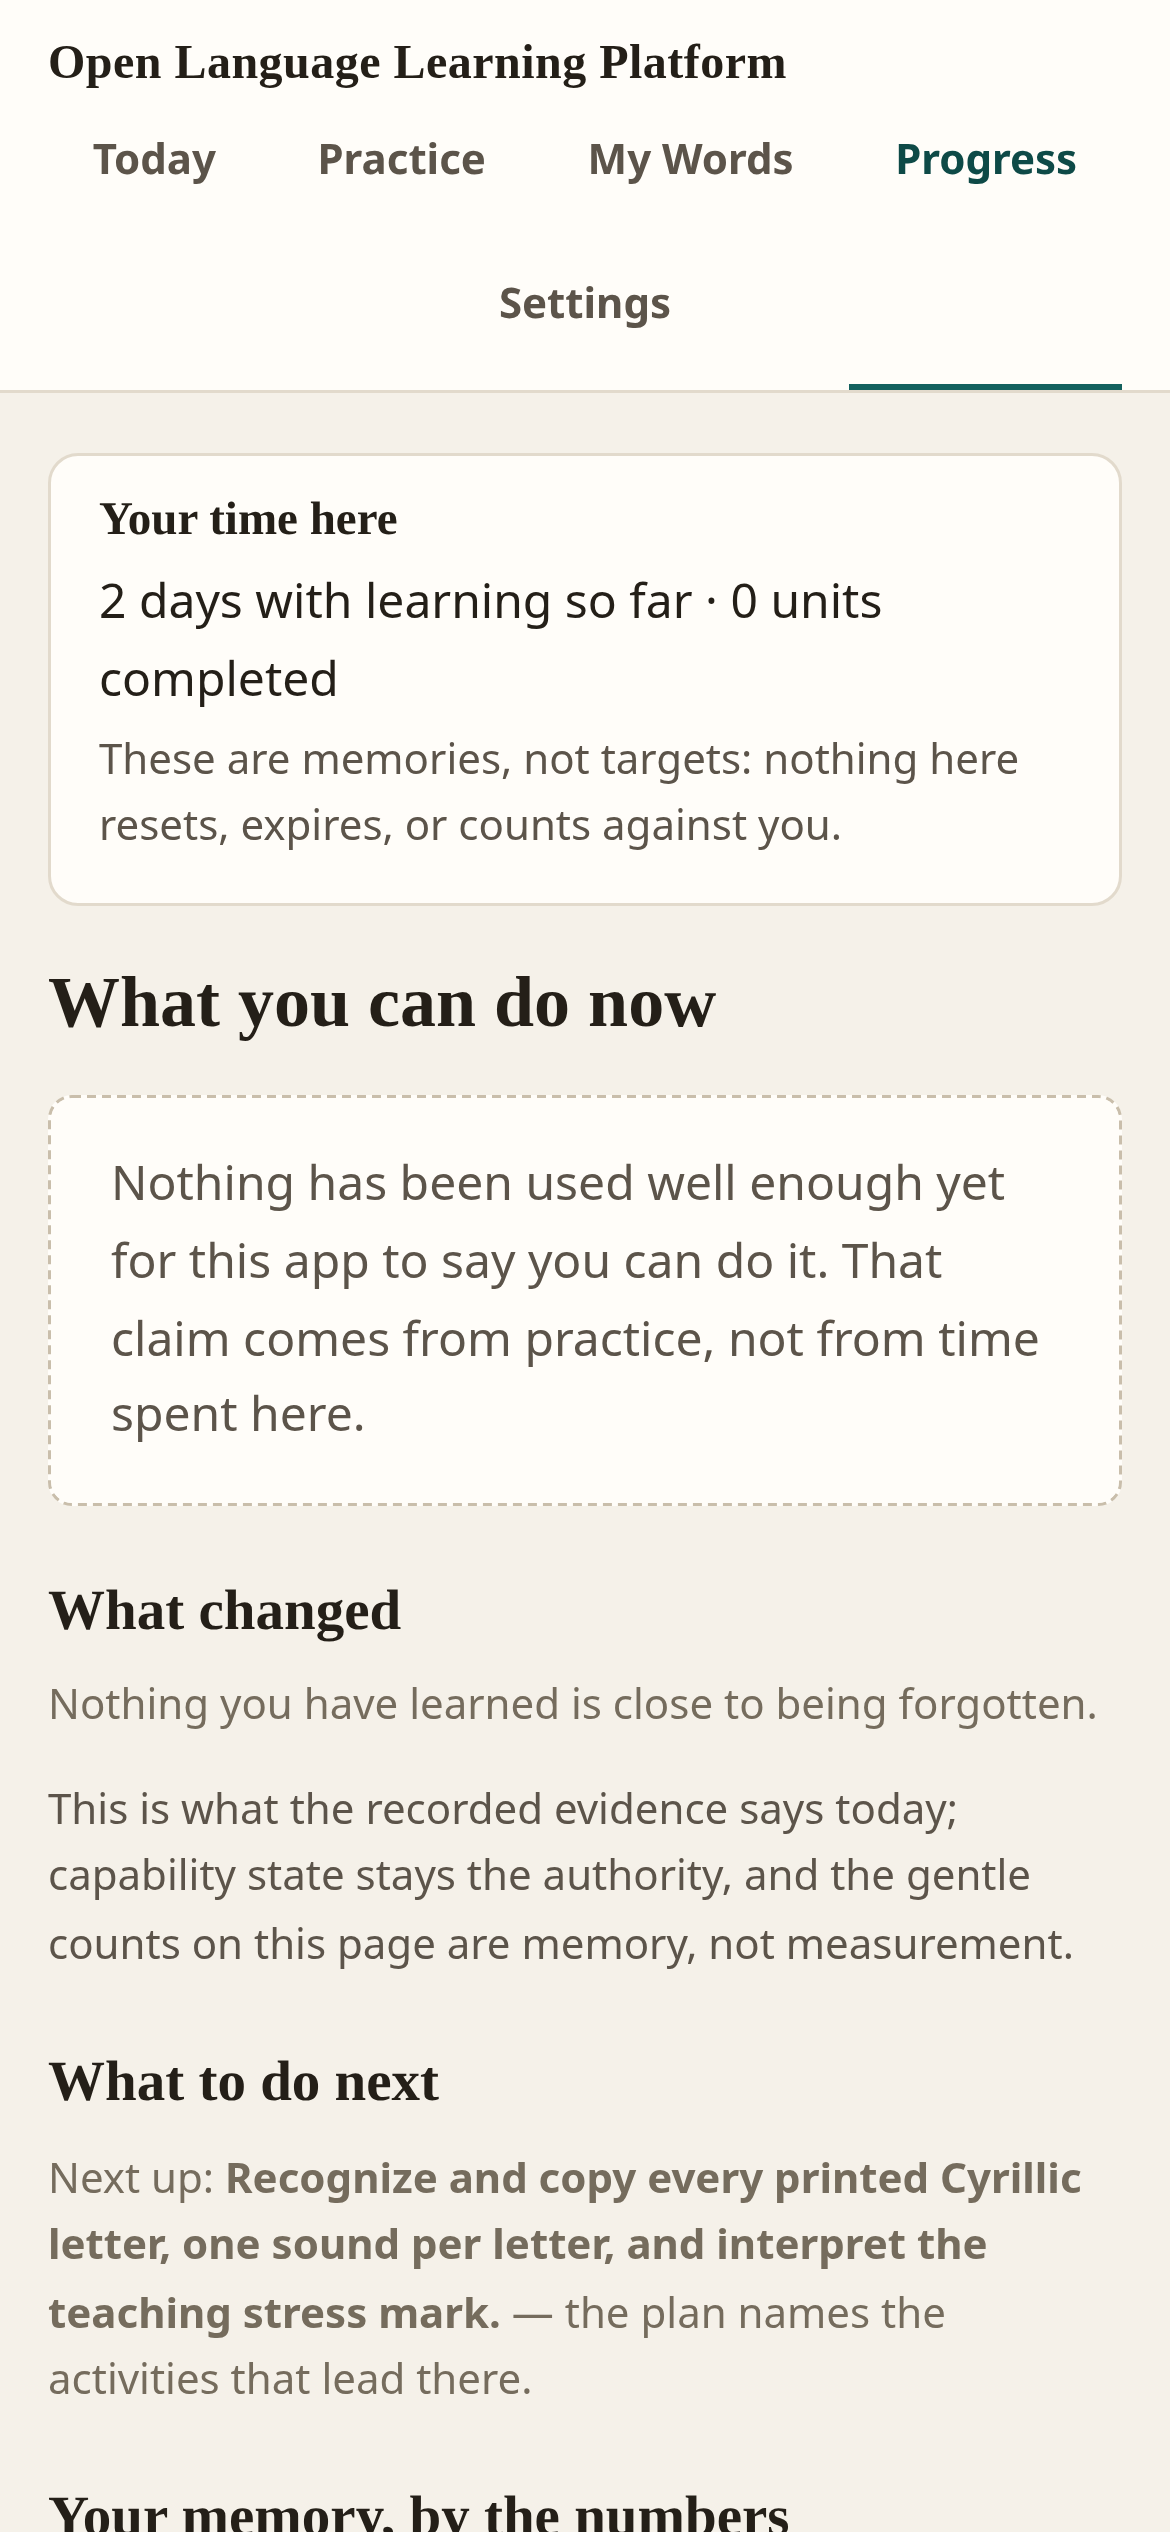 Open Language Learning Platform
Today Practice My Words Progress
Settings
Your time here
2 days with learning so far · 0 units
completed
These are memories, not targets: nothing here
resets, expires, or counts against you.
What you can do now
Nothing has been used well enough yet
for this app to say you can do it. That
claim comes from practice, not from time
spent here.
What changed
Nothing you have learned is close to being forgotten.
This is what the recorded evidence says today;
capability state stays the authority, and the gentle
counts on this page are memory, not measurement.
What to do next
Next up: Recognize and copy every printed Cyrillic
letter, one sound per letter, and interpret the
teaching stress mark. — the plan names the
activities that lead there.
Your memory, by the numbers